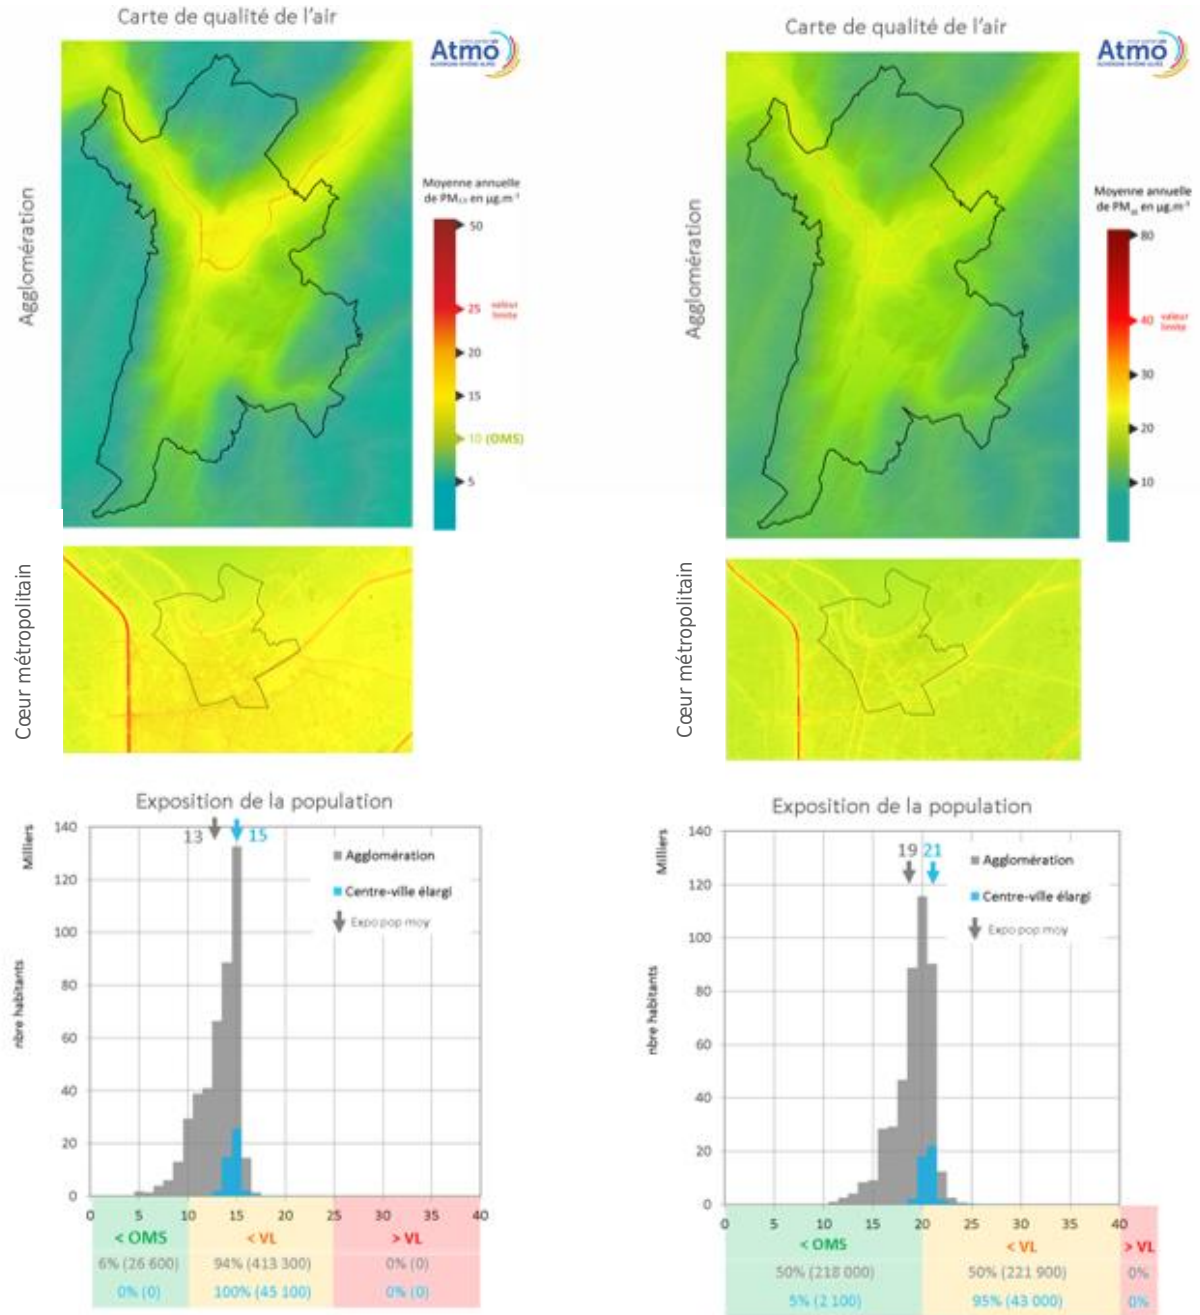 Carte de qualité de l'air
Atmo
AUVERGNE-RHÔNE-ALPES
Agglomération
Moyenne annuelle
de PM2.5 en µg.m-3
50
25 valeur limite
20
15
10 (OMS)
5
Cœur métropolitain
Exposition de la population
13 15
Milliers
nbre habitants
140
120
100
80
60
40
20
0
Agglomération
Centre-ville élargi
Expo pop moy
0 5 10 15 20 25 30 35 40
< OMS < VL > VL
6% (26 600) 94% (413 300) 0% (0)
0% (0) 100% (45 100) 0% (0)
Carte de qualité de l'air
Atmo
AUVERGNE-RHÔNE-ALPES
Agglomération
Moyenne annuelle
de PM10 en µg.m-3
80
40 valeur limite
30
20
10
Cœur métropolitain
Exposition de la population
19 21
Milliers
nbre habitants
140
120
100
80
60
40
20
0
Agglomération
Centre-ville élargi
Expo pop moy
0 5 10 15 20 25 30 35 40
< OMS < VL > VL
50% (218 000) 50% (221 900) 0%
5% (2 100) 95% (43 000) 0%